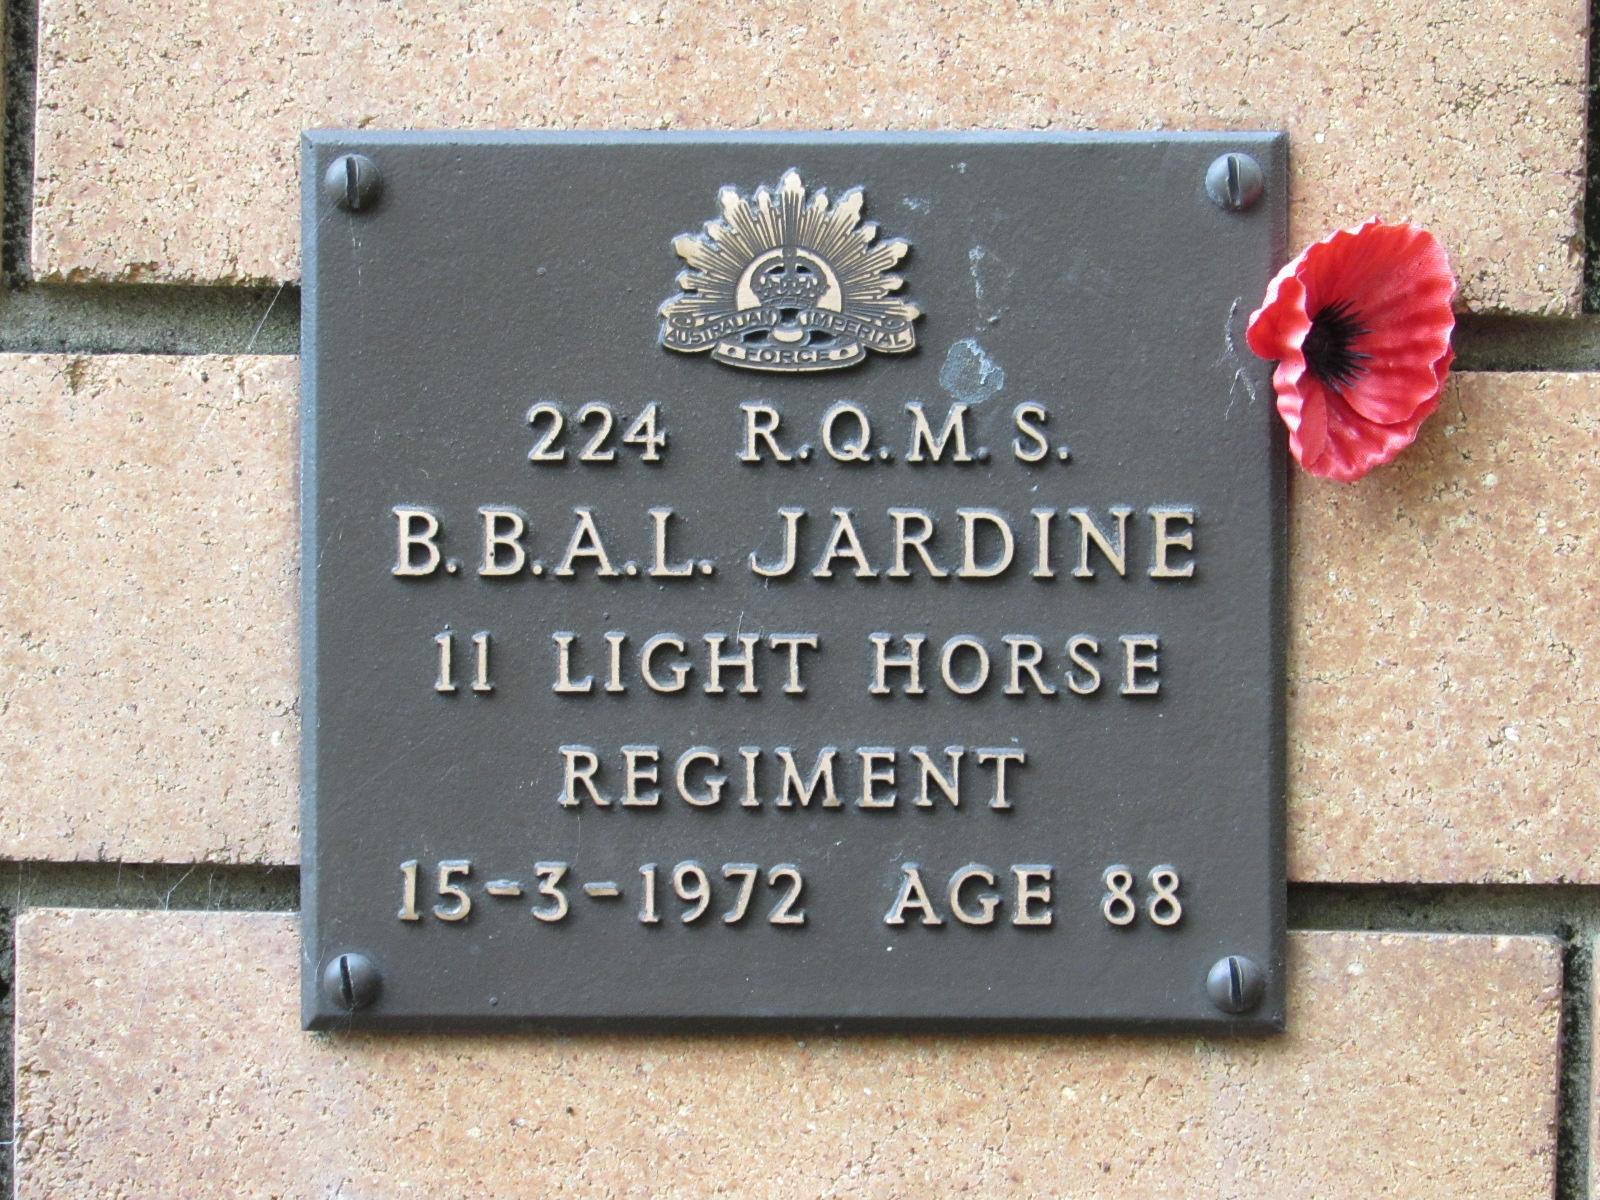 AUSTRALIAN IMPERIAL
FORCE
224 R.Q.M.S.
B.B.A.L. JARDINE
11 LIGHT HORSE
REGIMENT
15-3-1972 AGE 88